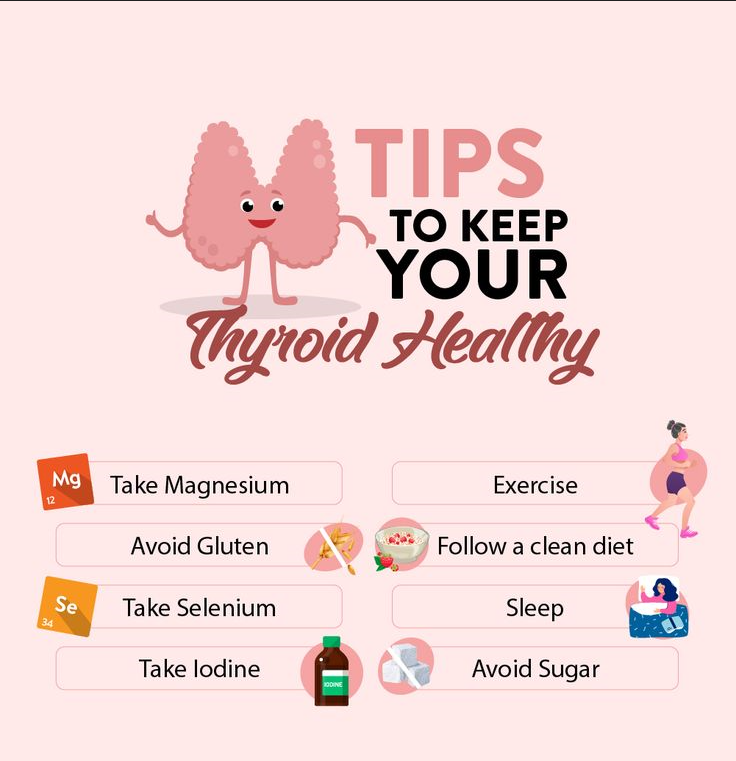 TIPS
TO KEEP
YOUR
Thyroid Healthy
Mg
12
Take Magnesium
Exercise
Avoid Gluten
Follow a clean diet
Se
34
Take Selenium
Sleep
Take Iodine
IODINE
Avoid Sugar